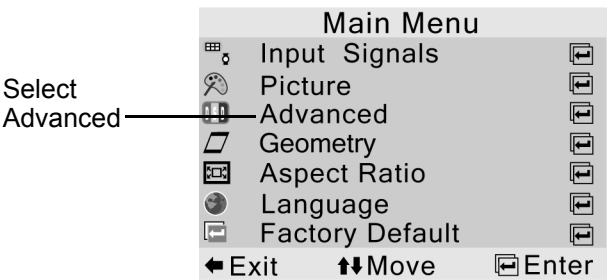 Main Menu
Input Signals
Picture
Select
Advanced
Advanced
Geometry
Aspect Ratio
Language
Factory Default
Exit Move Enter